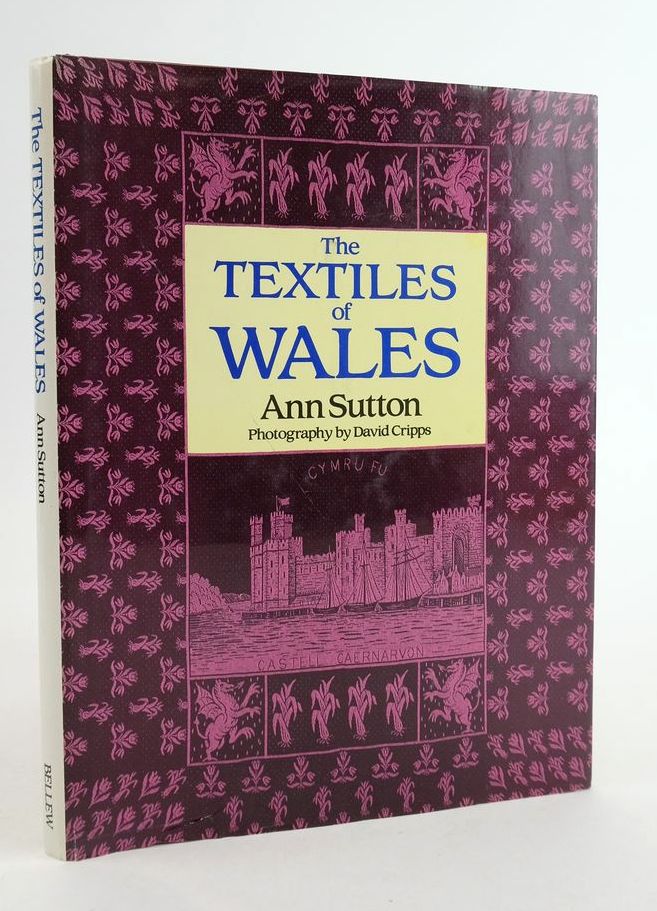 The TEXTILES of WALES Ann Sutton
BELLEW
The
TEXTILES
of
WALES
Ann Sutton
Photography by David Cripps
CYMRU FU
CASTELL CAERNARVON